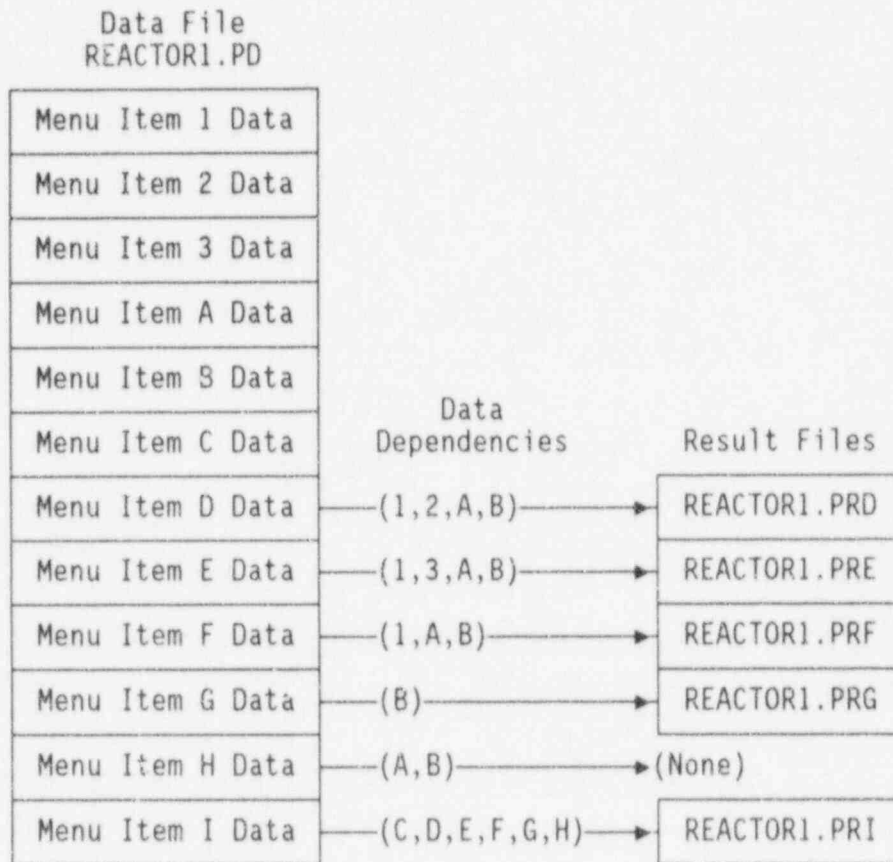 Data File
REACTOR1.PD
Menu Item 1 Data
Menu Item 2 Data
Menu Item 3 Data
Menu Item A Data
Menu Item B Data
Data
Dependencies
Menu Item C Data
Result Files
Menu Item D Data (1,2,A,B) REACTOR1.PRD
Menu Item E Data (1,3,A,B) REACTOR1.PRE
Menu Item F Data (1,A,B) REACTOR1.PRF
Menu Item G Data (B) REACTOR1.PRG
Menu Item H Data (A,B) (None)
Menu Item I Data (C,D,E,F,G,H) REACTOR1.PRI